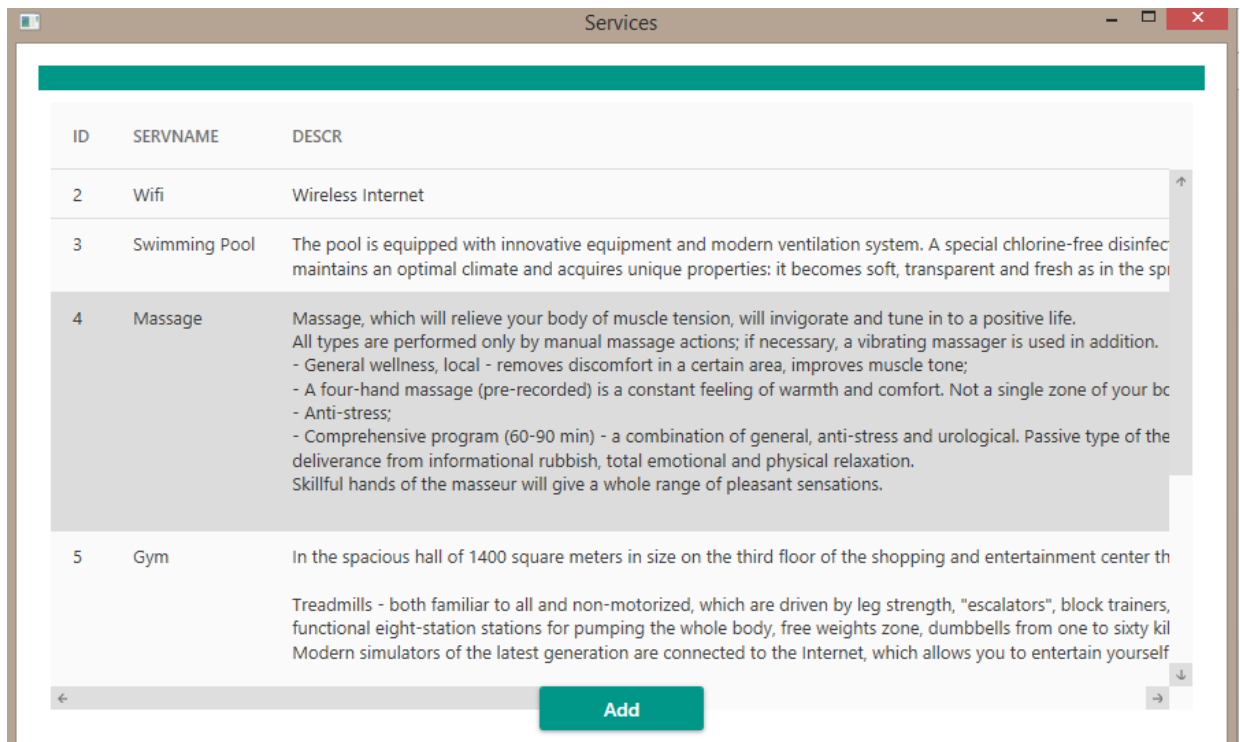 Services
ID SERVNAME DESCR
2 Wifi Wireless Internet
3 Swimming Pool The pool is equipped with innovative equipment and modern ventilation system. A special chlorine-free disinfec
maintains an optimal climate and acquires unique properties: it becomes soft, transparent and fresh as in the spr
4 Massage Massage, which will relieve your body of muscle tension, will invigorate and tune in to a positive life.
All types are performed only by manual massage actions; if necessary, a vibrating massager is used in addition.
- General wellness, local - removes discomfort in a certain area, improves muscle tone;
- A four-hand massage (pre-recorded) is a constant feeling of warmth and comfort. Not a single zone of your bo
- Anti-stress;
- Comprehensive program (60-90 min) - a combination of general, anti-stress and urological. Passive type of the
deliverance from informational rubbish, total emotional and physical relaxation.
Skillful hands of the masseur will give a whole range of pleasant sensations.
5 Gym In the spacious hall of 1400 square meters in size on the third floor of the shopping and entertainment center th
Treadmills - both familiar to all and non-motorized, which are driven by leg strength, "escalators", block trainers,
functional eight-station stations for pumping the whole body, free weights zone, dumbbells from one to sixty kil
Modern simulators of the latest generation are connected to the Internet, which allows you to entertain yourself
Add